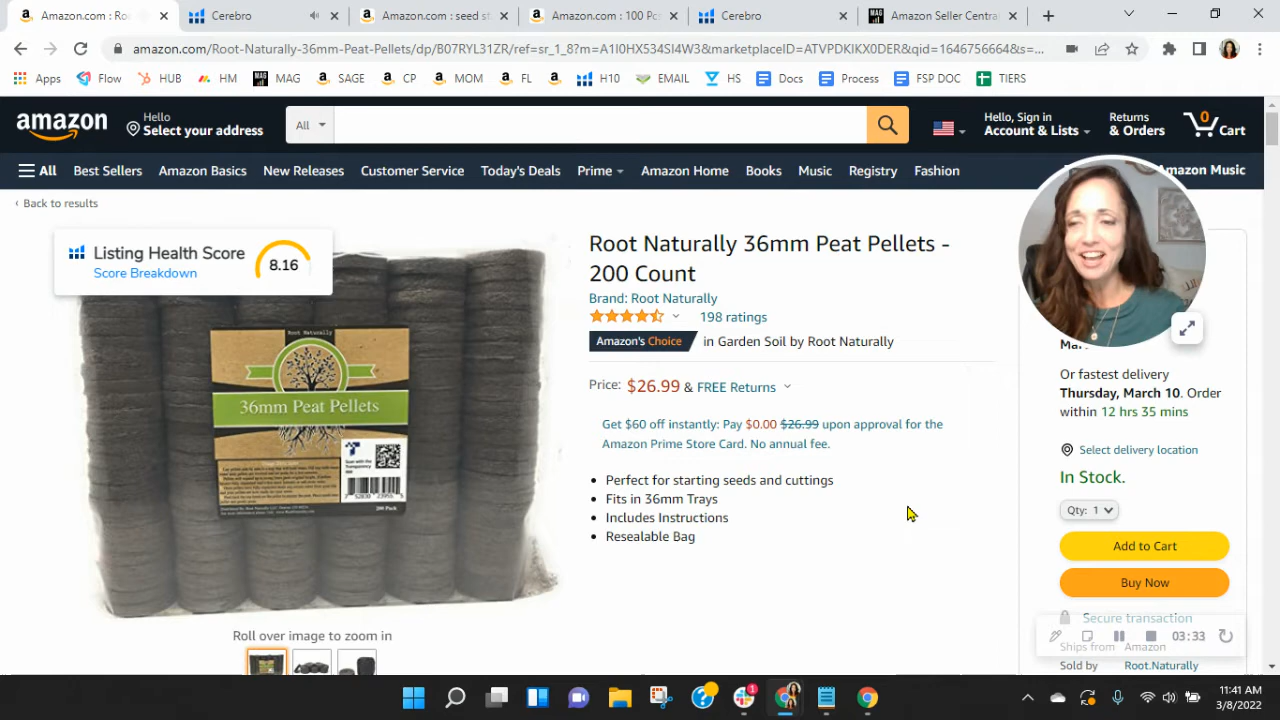 Amazon.com : Roo
Cerebro
Amazon.com : seed st
Amazon.com : 100 Pcs
Cerebro
Amazon Seller Centra
amazon.com/Root-Naturally-36mm-Peat-Pellets/dp/B07RYL31ZR/ref=sr_1_8?m=A1I0HX534SI4W3&marketplaceID=ATVPDKIKX0DER&qid=1646756664&s=...
Apps Flow HUB HM MAG SAGE CP MOM FL H10 EMAIL HS Docs Process FSP DOC TIERS
amazon
Hello
Select your address
All
Hello, Sign in
Account & Lists
Returns
& Orders
0
Cart
All Best Sellers Amazon Basics New Releases Customer Service Today's Deals Prime Amazon Home Books Music Registry Fashion Amazon Music
‹ Back to results
Listing Health Score
Score Breakdown
8.16
Root Naturally
36mm Peat Pellets
200 Pack
Roll over image to zoom in
Root Naturally 36mm Peat Pellets -
200 Count
Brand: Root Naturally
198 ratings
Amazon's Choice in Garden Soil by Root Naturally
Price: $26.99 & FREE Returns
Get $60 off instantly: Pay $0.00 $26.99 upon approval for the
Amazon Prime Store Card. No annual fee.
• Perfect for starting seeds and cuttings
• Fits in 36mm Trays
• Includes Instructions
• Resealable Bag
Or fastest delivery
Thursday, March 10. Order
within 12 hrs 35 mins
Select delivery location
In Stock.
Qty: 1
Add to Cart
Buy Now
Secure transaction
03:33
Ships from Amazon
Sold by Root.Naturally
1
11:41 AM
3/8/2022